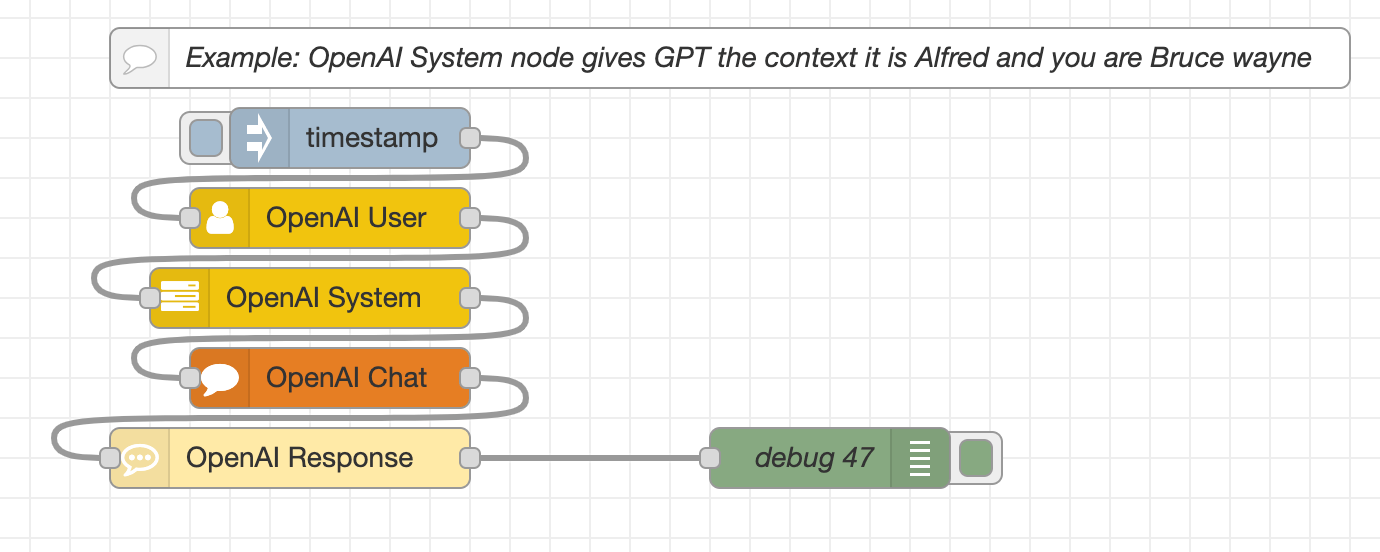 Example: OpenAI System node gives GPT the context it is Alfred and you are Bruce wayne
timestamp
OpenAI User
OpenAI System
OpenAI Chat
OpenAI Response
debug 47